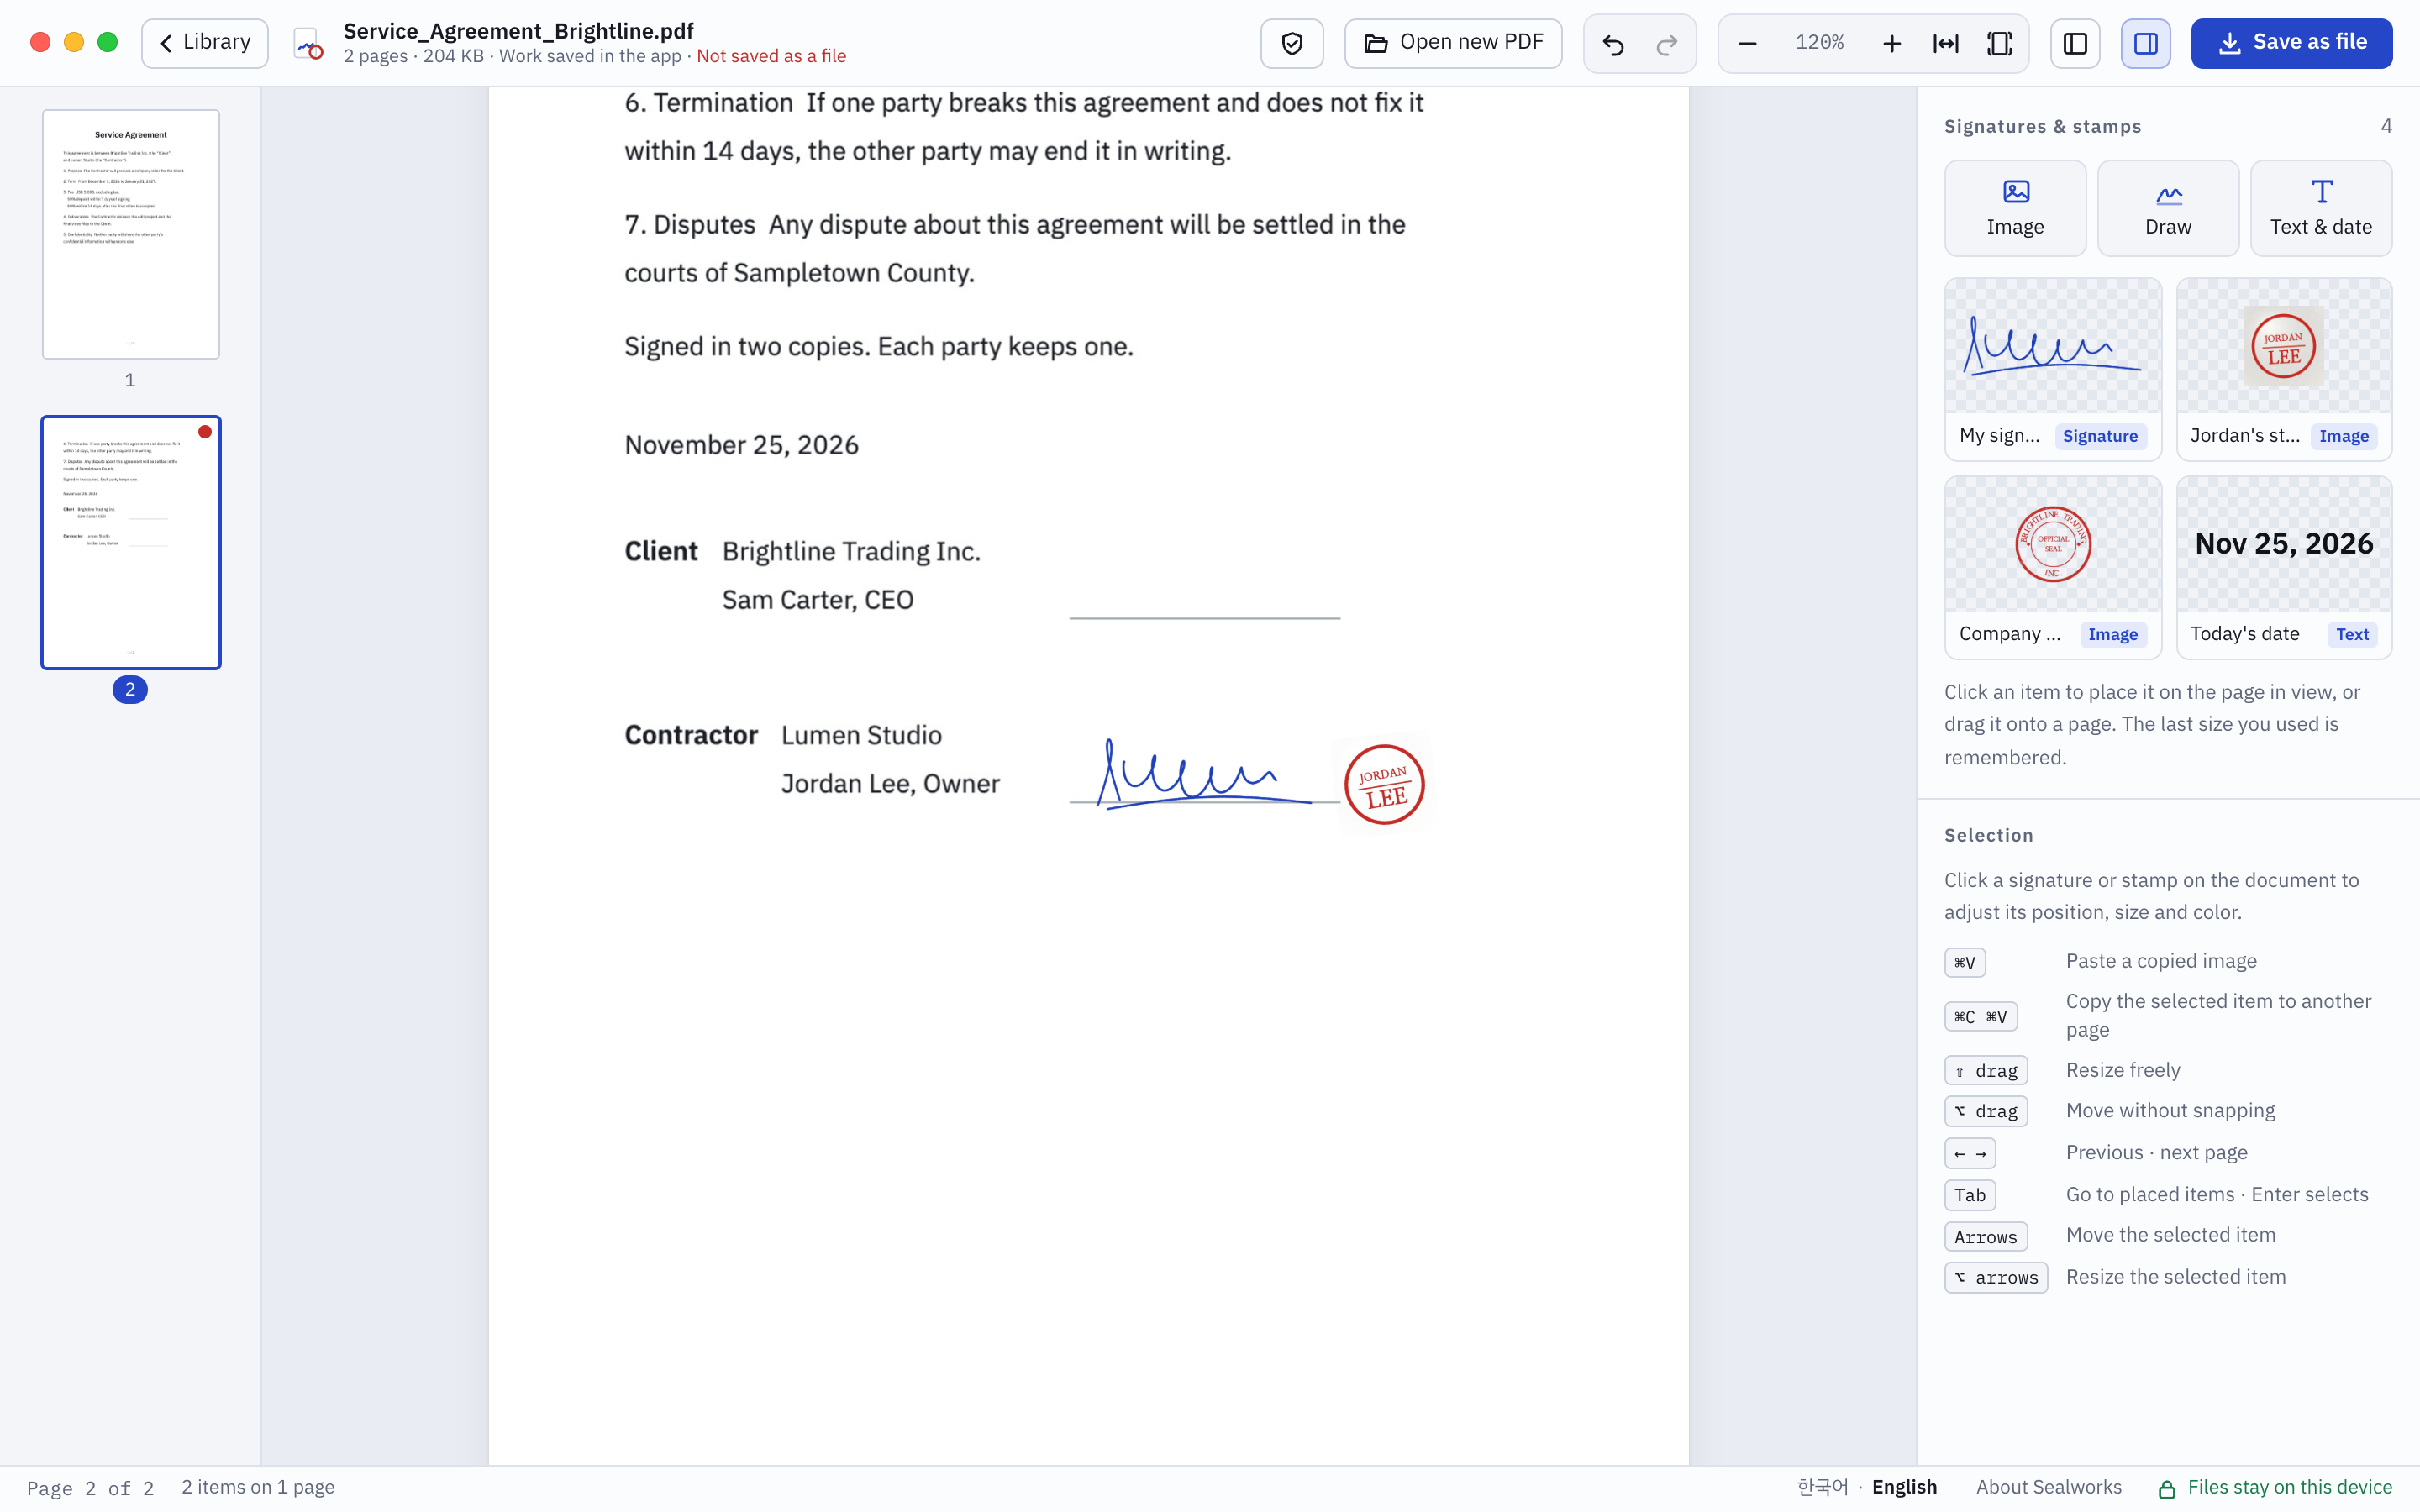 Library
Service_Agreement_Brightline.pdf
2 pages · 204 KB · Work saved in the app · Not saved as a file
Open new PDF
120%
Save as file
Service Agreement
1
2
6. Termination If one party breaks this agreement and does not fix it
within 14 days, the other party may end it in writing.
7. Disputes Any dispute about this agreement will be settled in the
courts of Sampletown County.
Signed in two copies. Each party keeps one.
November 25, 2026
Client Brightline Trading Inc.
Sam Carter, CEO
Contractor Lumen Studio
Jordan Lee, Owner
JORDAN
LEE
Signatures & stamps 4
Image Draw Text & date
JORDAN
LEE
My sign... Signature
Jordan's st... Image
BRIGHTLINE TRADING
OFFICIAL
SEAL
INC.
Nov 25, 2026
Company ... Image
Today's date Text
Click an item to place it on the page in view, or
drag it onto a page. The last size you used is
remembered.
Selection
Click a signature or stamp on the document to
adjust its position, size and color.
⌘V Paste a copied image
⌘C ⌘V Copy the selected item to another
page
⇧ drag Resize freely
⌥ drag Move without snapping
← → Previous · next page
Tab Go to placed items · Enter selects
Arrows Move the selected item
⌥ arrows Resize the selected item
Page 2 of 2 2 items on 1 page
한국어 · English About Sealworks Files stay on this device